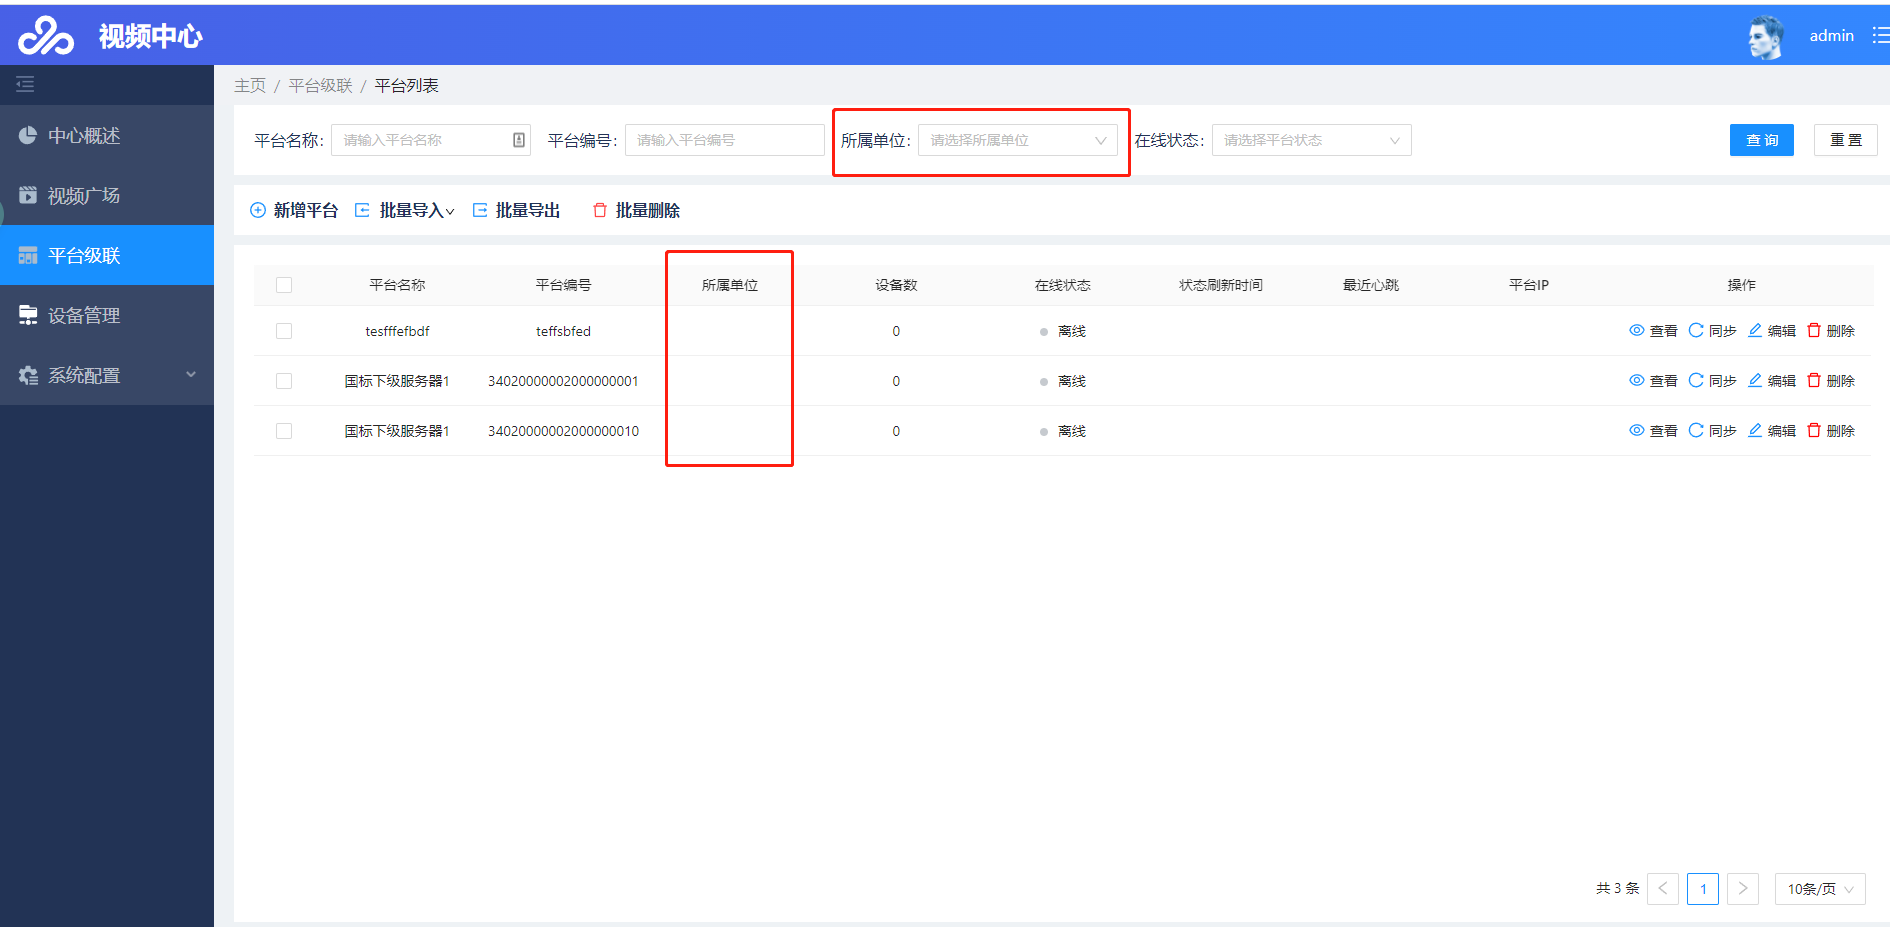 视频中心
admin
主页 / 平台级联 / 平台列表
中心概述
视频广场
平台级联
设备管理
系统配置
平台名称: 请输入平台名称 平台编号: 请输入平台编号 所属单位: 请选择所属单位 在线状态: 请选择平台状态 查询 重置
新增平台 批量导入 批量导出 批量删除
平台名称 平台编号 所属单位 设备数 在线状态 状态刷新时间 最近心跳 平台IP 操作
tesfffefbdf teffsbfed 0 离线 查看 同步 编辑 删除
国标下级服务器1 34020000002000000001 0 离线 查看 同步 编辑 删除
国标下级服务器1 34020000002000000010 0 离线 查看 同步 编辑 删除
共 3 条 < 1 > 10条/页